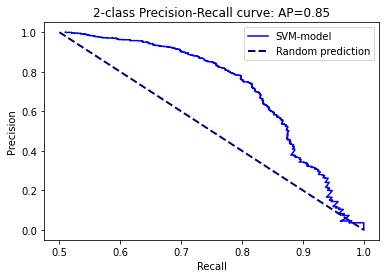 2-class Precision-Recall curve: AP=0.85
SVM-model
Random prediction
Precision
1.0
0.8
0.6
0.4
0.2
0.0
0.5 0.6 0.7 0.8 0.9 1.0
Recall